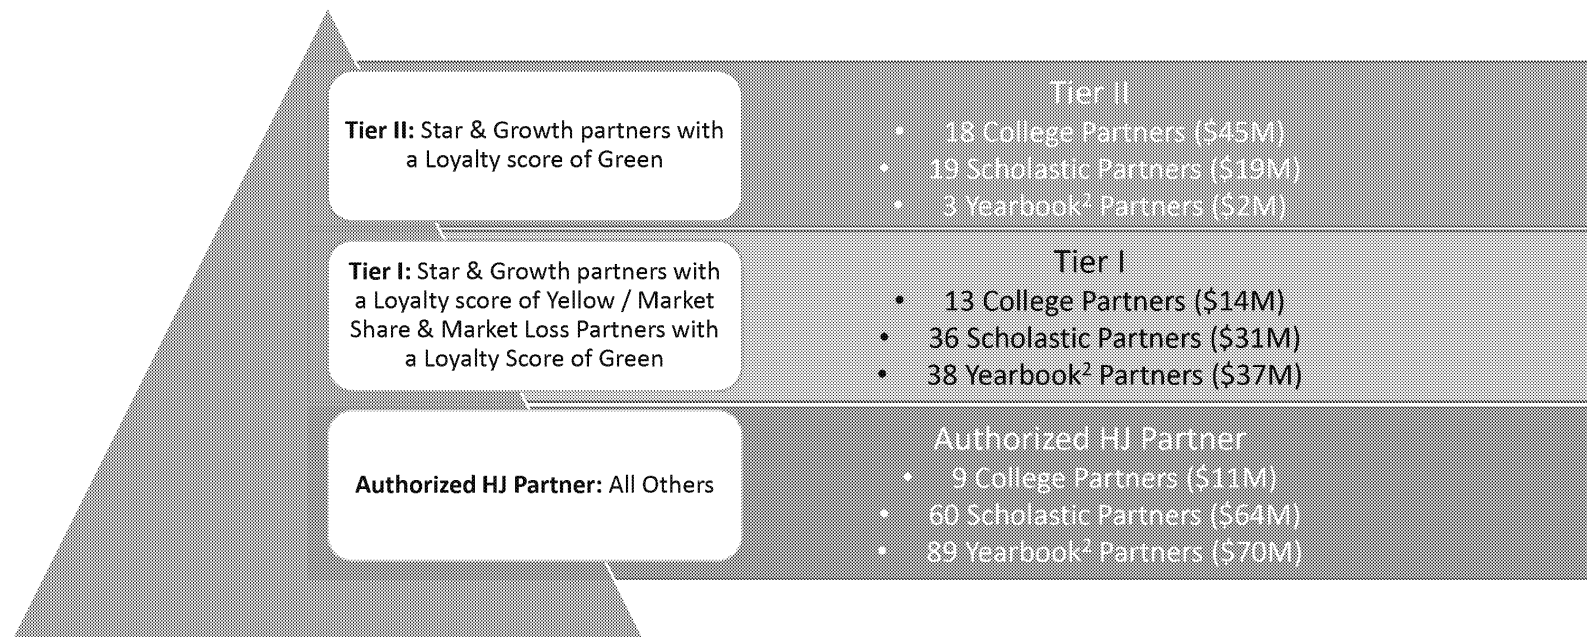 Tier II: Star & Growth partners with
a Loyalty score of Green
Tier II
• 18 College Partners ($45M)
• 19 Scholastic Partners ($19M)
• 3 Yearbook² Partners ($2M)
Tier I: Star & Growth partners with
a Loyalty score of Yellow / Market
Share & Market Loss Partners with
a Loyalty Score of Green
Tier I
• 13 College Partners ($14M)
• 36 Scholastic Partners ($31M)
• 38 Yearbook² Partners ($37M)
Authorized HJ Partner: All Others
Authorized HJ Partner
• 9 College Partners ($11M)
• 60 Scholastic Partners ($64M)
• 89 Yearbook² Partners ($70M)